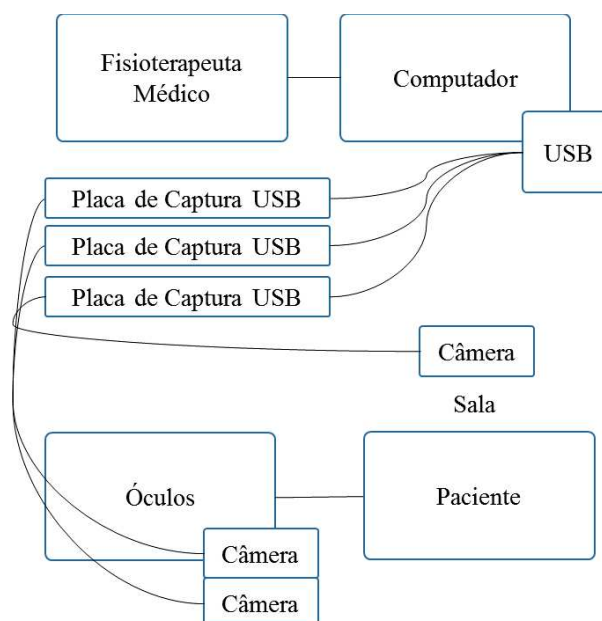 Fisioterapeuta
Médico
Computador
USB
Placa de Captura USB
Placa de Captura USB
Placa de Captura USB
Câmera
Sala
Óculos
Paciente
Câmera
Câmera